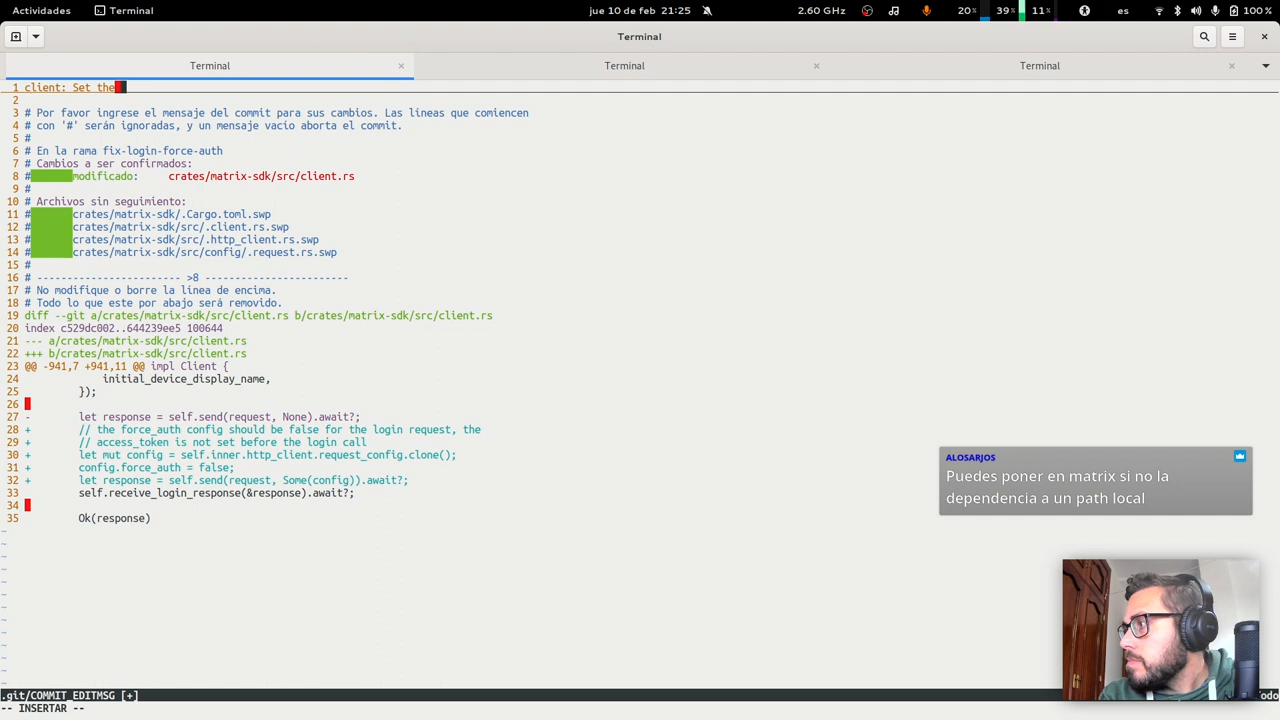 Actividades
Terminal
jue 10 de feb 21:25
2.60 GHz
20%
39%
11%
es
100 %
Terminal
Terminal
Terminal
Terminal
1 client: Set the
2
3 # Por favor ingrese el mensaje del commit para sus cambios. Las líneas que comiencen
4 # con '#' serán ignoradas, y un mensaje vacío aborta el commit.
5 #
6 # En la rama fix-login-force-auth
7 # Cambios a ser confirmados:
8 # modificado: crates/matrix-sdk/src/client.rs
9 #
10 # Archivos sin seguimiento:
11 # crates/matrix-sdk/.Cargo.toml.swp
12 # crates/matrix-sdk/src/.client.rs.swp
13 # crates/matrix-sdk/src/.http_client.rs.swp
14 # crates/matrix-sdk/src/config/.request.rs.swp
15 #
16 # ------------------------ >8 ------------------------
17 # No modifique o borre la línea de encima.
18 # Todo lo que este por abajo será removido.
19 diff --git a/crates/matrix-sdk/src/client.rs b/crates/matrix-sdk/src/client.rs
20 index c529dc002..644239ee5 100644
21 --- a/crates/matrix-sdk/src/client.rs
22 +++ b/crates/matrix-sdk/src/client.rs
23 @@ -941,7 +941,11 @@ impl Client {
24 initial_device_display_name,
25 });
26
27 - let response = self.send(request, None).await?;
28 + // the force_auth config should be false for the login request, the
29 + // access_token is not set before the login call
30 + let mut config = self.inner.http_client.request_config.clone();
31 + config.force_auth = false;
32 + let response = self.send(request, Some(config)).await?;
33 self.receive_login_response(&response).await?;
34
35 Ok(response)
~
~
~
~
~
~
~
~
~
~
~
~
ALOSARJOS
Puedes poner en matrix si no la
dependencia a un path local
.git/COMMIT_EDITMSG [+]
Todo
-- INSERTAR --